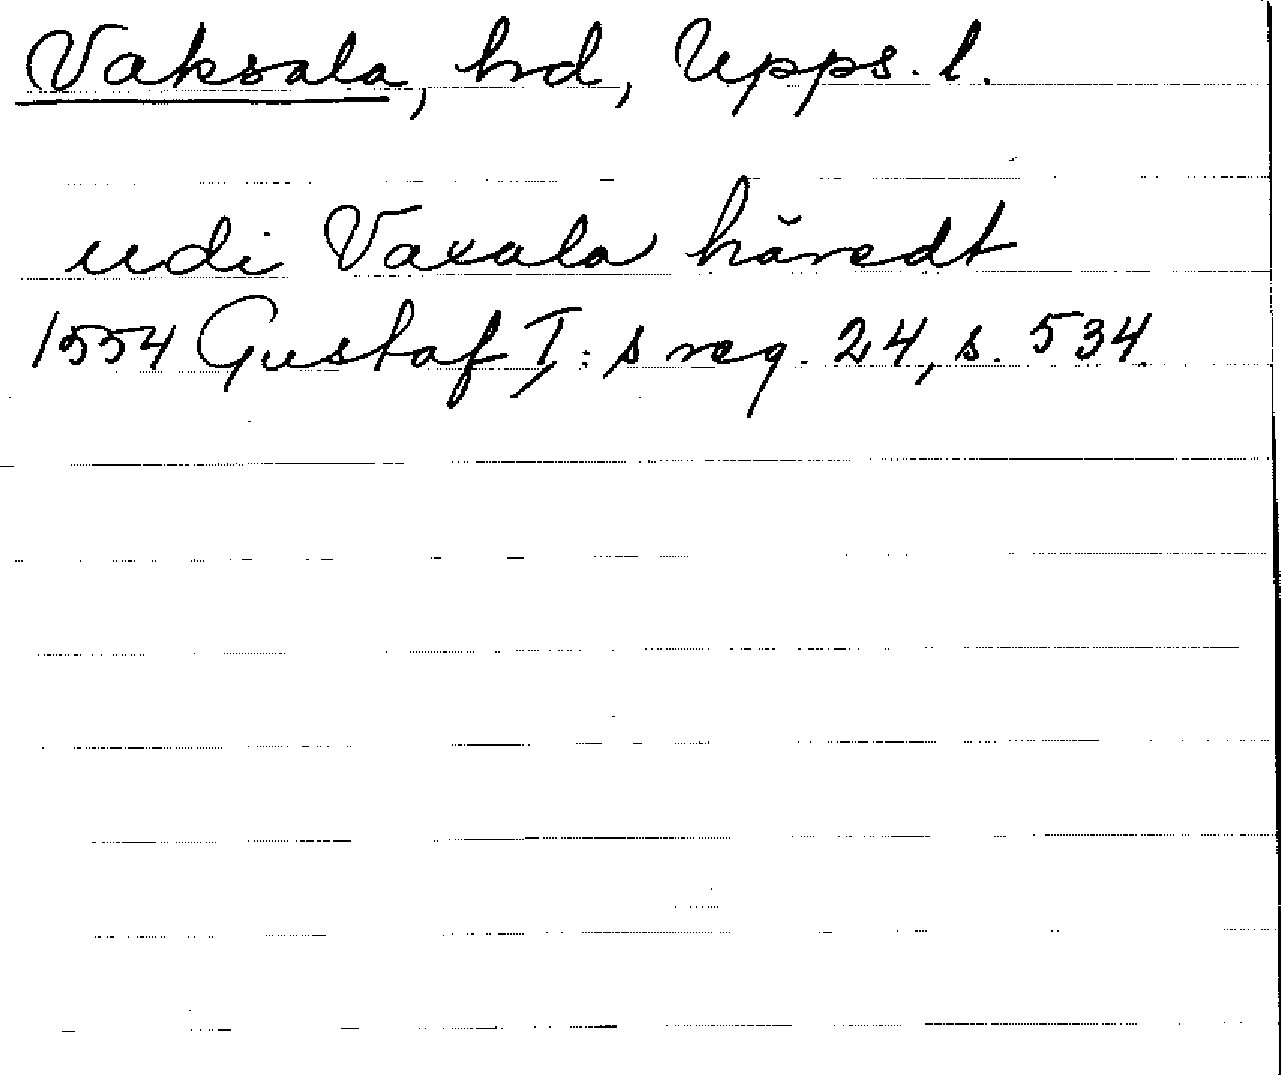 Vaksala, hd, Upps. l.
udi Vaxala häredt
1554 Gustaf I:s reg. 24, s. 534.